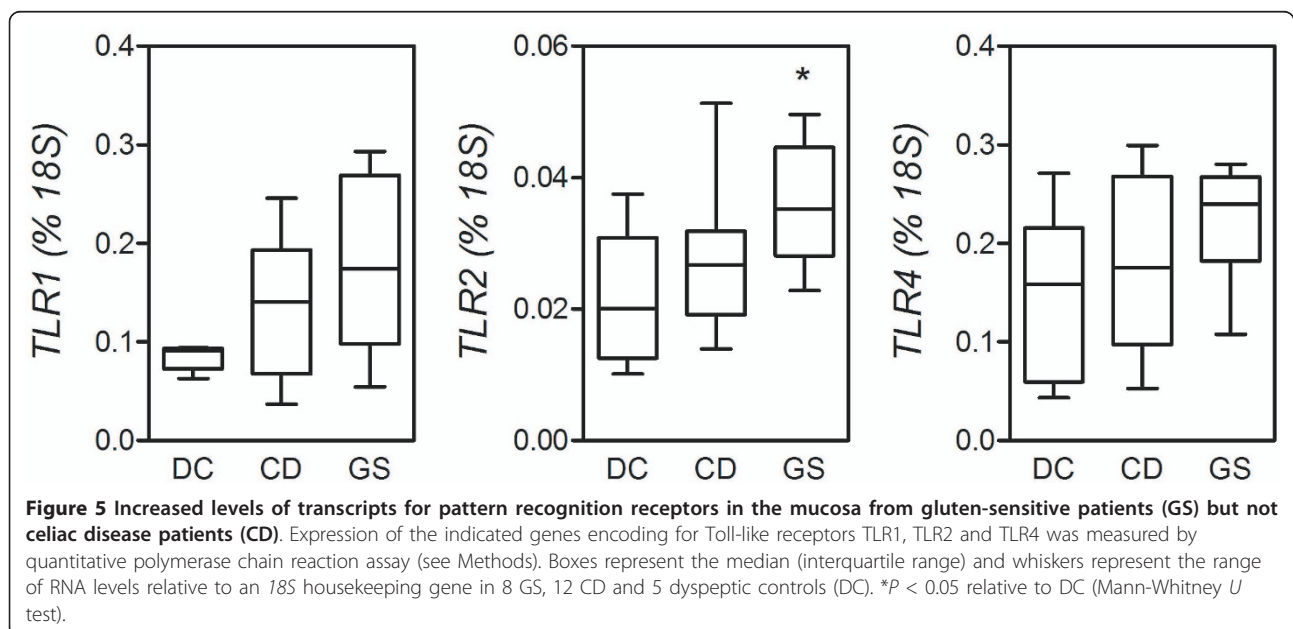 0.4
0.3
0.2
0.1
0.0
TLR1 (% 18S)
DC CD GS
0.06
0.04
0.02
0.00
TLR2 (% 18S)
*
DC CD GS
0.4
0.3
0.2
0.1
0.0
TLR4 (% 18S)
DC CD GS
Figure 5 Increased levels of transcripts for pattern recognition receptors in the mucosa from gluten-sensitive patients (GS) but not
celiac disease patients (CD). Expression of the indicated genes encoding for Toll-like receptors TLR1, TLR2 and TLR4 was measured by
quantitative polymerase chain reaction assay (see Methods). Boxes represent the median (interquartile range) and whiskers represent the range
of RNA levels relative to an 18S housekeeping gene in 8 GS, 12 CD and 5 dyspeptic controls (DC). *P < 0.05 relative to DC (Mann-Whitney U
test).